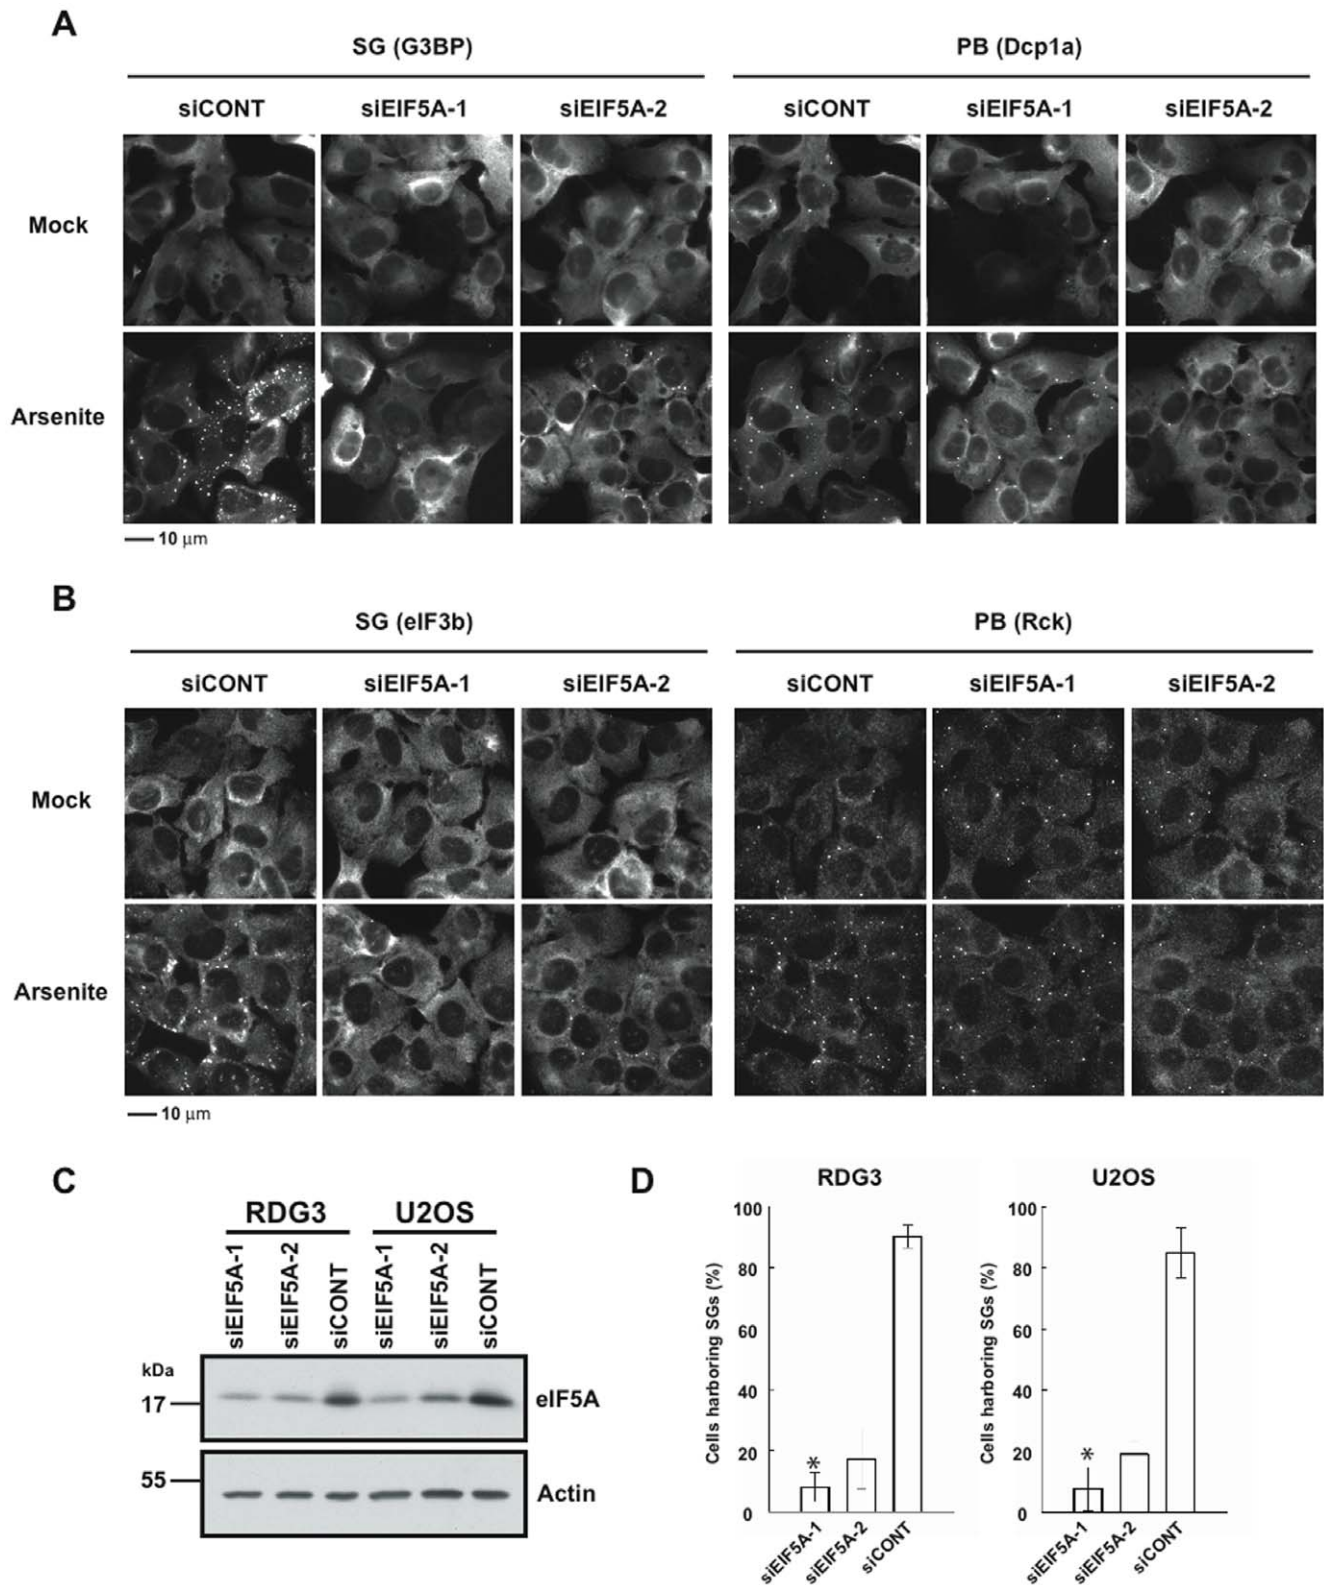 A
SG (G3BP) PB (Dcp1a)
siCONT siEIF5A-1 siEIF5A-2 siCONT siEIF5A-1 siEIF5A-2
Mock
Arsenite
10 μm
B
SG (eIF3b) PB (Rck)
siCONT siEIF5A-1 siEIF5A-2 siCONT siEIF5A-1 siEIF5A-2
Mock
Arsenite
10 μm
C
RDG3 U2OS
siEIF5A-1 siEIF5A-2 siCONT siEIF5A-1 siEIF5A-2 siCONT
kDa
17 eIF5A
55 Actin
D
RDG3
Cells harboring SGs (%)
100
80
60
40
20
0
*
siEIF5A-1 siEIF5A-2 siCONT
U2OS
Cells harboring SGs (%)
100
80
60
40
20
0
*
siEIF5A-1 siEIF5A-2 siCONT